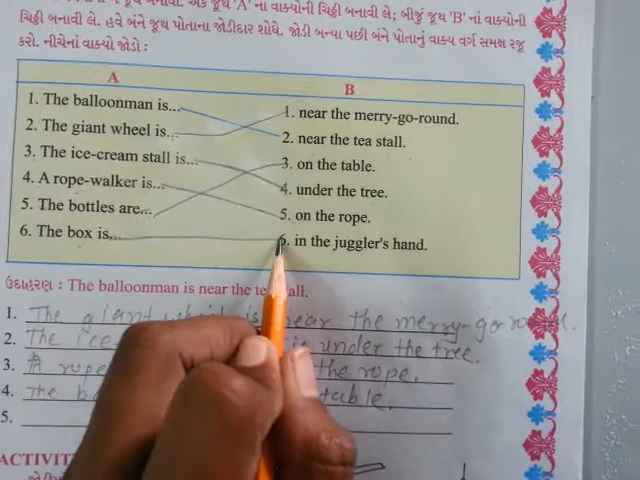 જૂથ 'A' ના વાક્યોની ચિઠ્ઠી બનાવી લે; બીજું જૂથ 'B' નાં વાક્યોની
ચિઠ્ઠી બનાવી લે. હવે બંને જૂથ પોતાના જોડીદાર શોધે. જોડી બન્યા પછી બંને પોતાનું વાક્ય વર્ગ સમક્ષ રજૂ
કરો. નીચેનાં વાક્યો જોડો :
A B
1. The balloonman is... 1. near the merry-go-round.
2. The giant wheel is... 2. near the tea stall.
3. The ice-cream stall is... 3. on the table.
4. A rope-walker is... 4. under the tree.
5. The bottles are... 5. on the rope.
6. The box is... 6. in the juggler's hand.
ઉદાહરણ : The balloonman is near the
1. The giant is near the merry-go
2. The under the tree.
3. A the rope.
4. The table.
5.